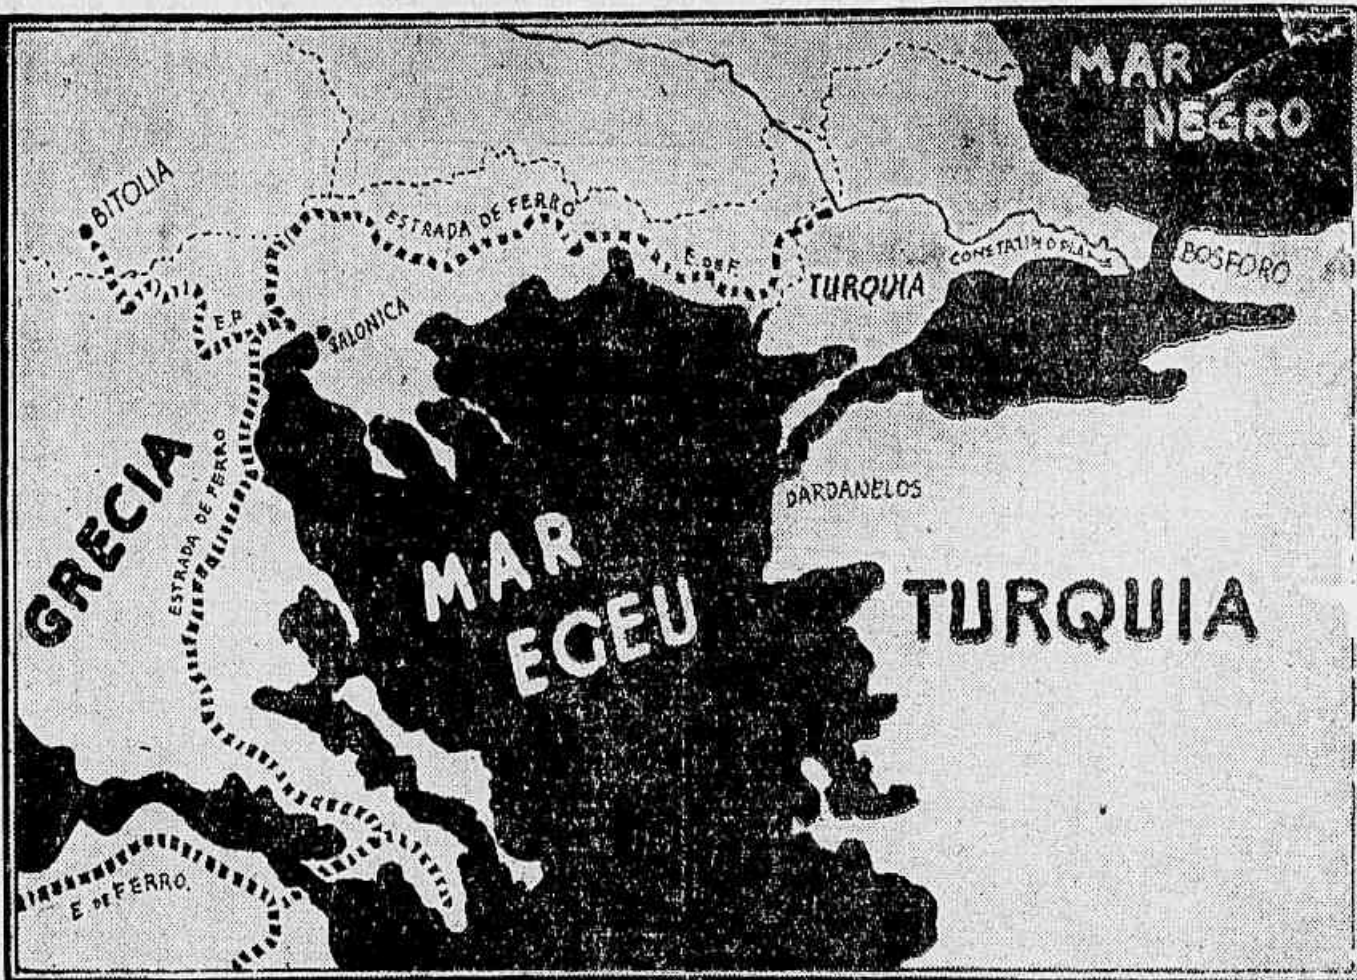 MAR
NEGRO
BITOLIA
ESTRADA DE FERRO
E. DE F.
TURQUIA
CONSTATINOPLA
BOSFORO
E.F.
SALONICA
GRECIA
ESTRADA DE FERRO
DARDANELOS
MAR
EGEU
TURQUIA
E. DE FERRO.